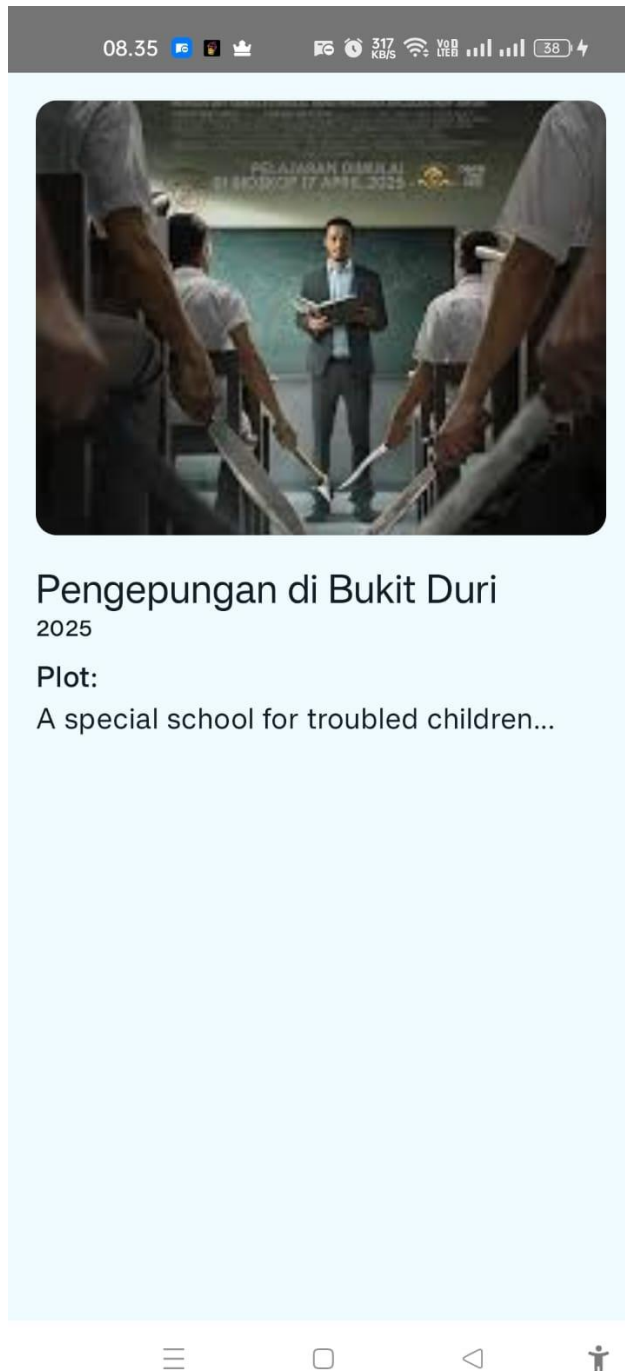 08.35
317
KB/S
38
PELAJARAN DIMULAI
DI BIOSKOP 17 APRIL 2025
Pengepungan di Bukit Duri
2025
Plot:
A special school for troubled children...